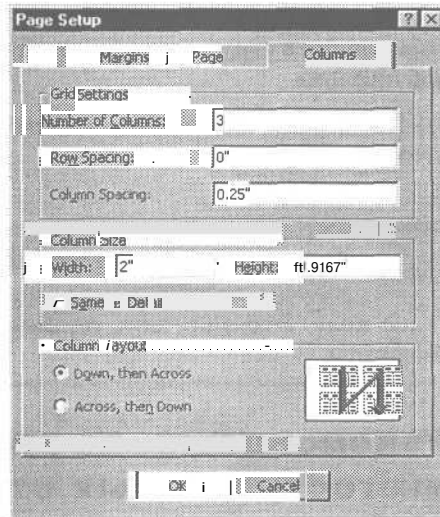 Page Setup
Margins Page Columns
Grid Settings
Number of Columns: 3
Row Spacing: 0"
Column Spacing: 0.25"
Column Size
Width: 2" Height: .9167"
Same
Column Layout
Down, then Across
Across, then Down
OK Cancel